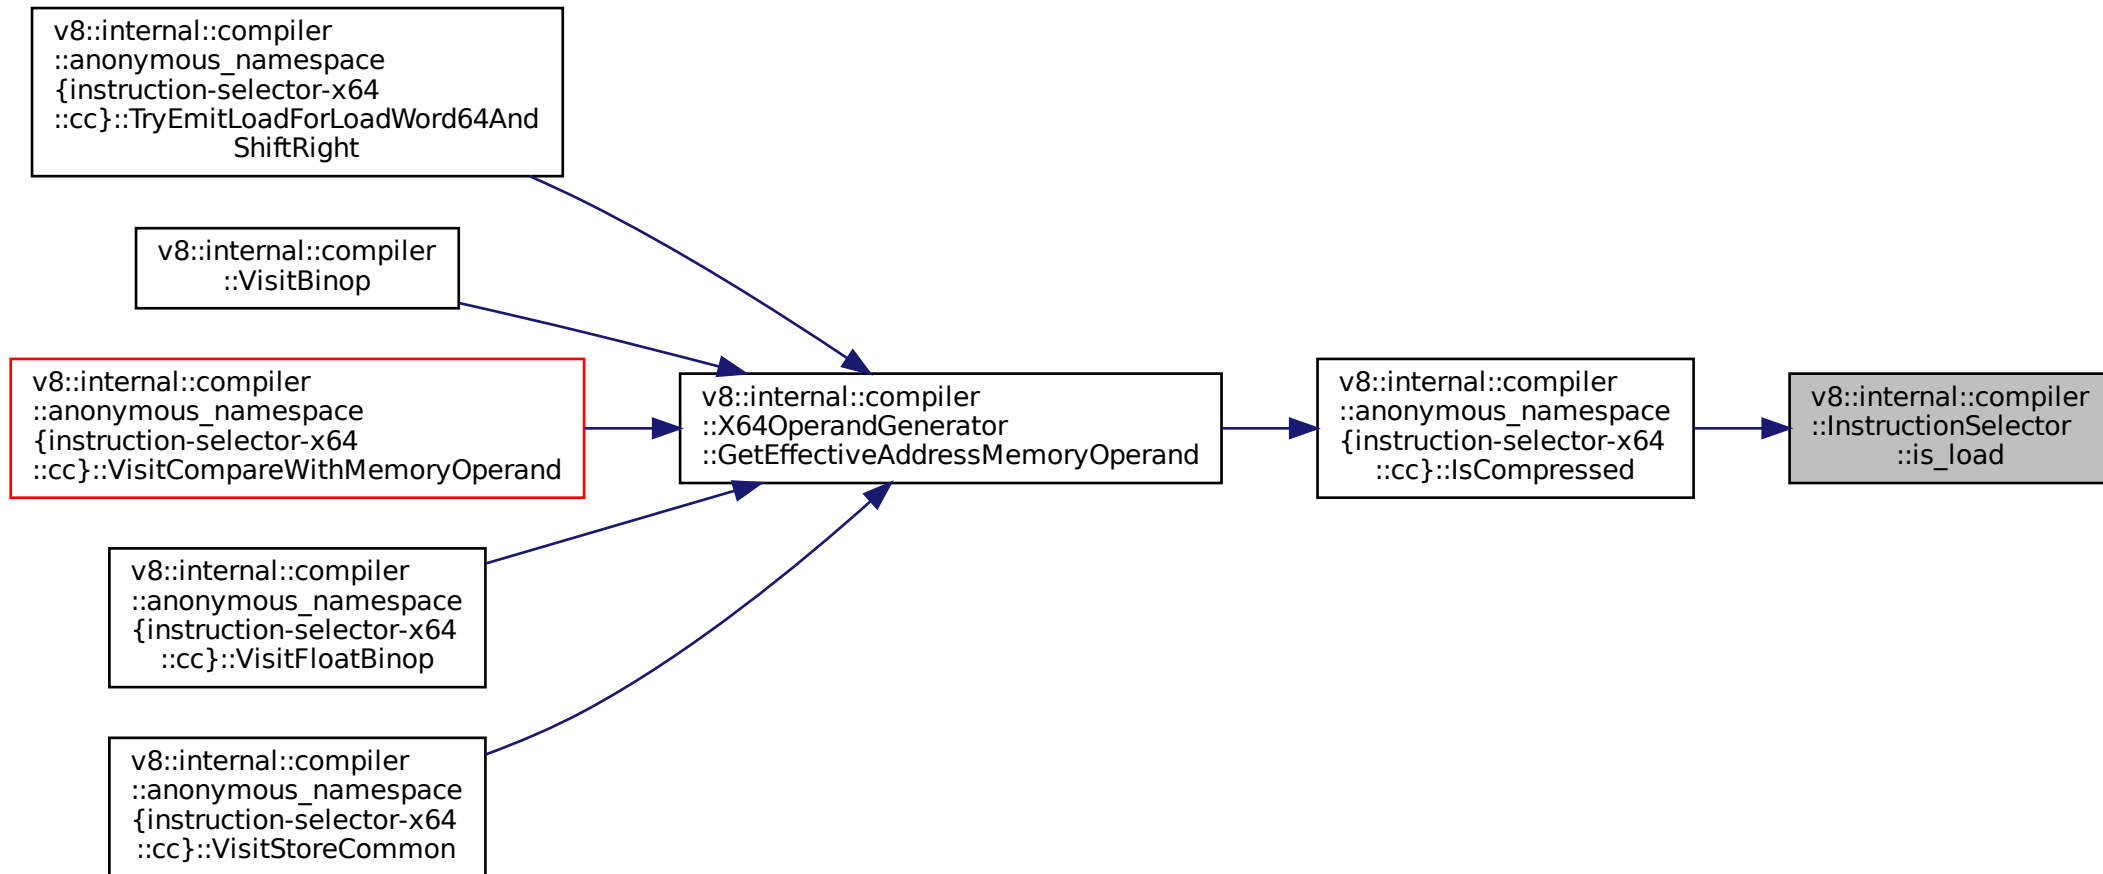 v8::internal::compiler
::anonymous_namespace
{instruction-selector-x64
::cc}::TryEmitLoadForLoadWord64And
ShiftRight
v8::internal::compiler
::VisitBinop
v8::internal::compiler
::anonymous_namespace
{instruction-selector-x64
::cc}::VisitCompareWithMemoryOperand
v8::internal::compiler
::anonymous_namespace
{instruction-selector-x64
::cc}::VisitFloatBinop
v8::internal::compiler
::anonymous_namespace
{instruction-selector-x64
::cc}::VisitStoreCommon
v8::internal::compiler
::X64OperandGenerator
::GetEffectiveAddressMemoryOperand
v8::internal::compiler
::anonymous_namespace
{instruction-selector-x64
::cc}::IsCompressed
v8::internal::compiler
::InstructionSelector
::is_load